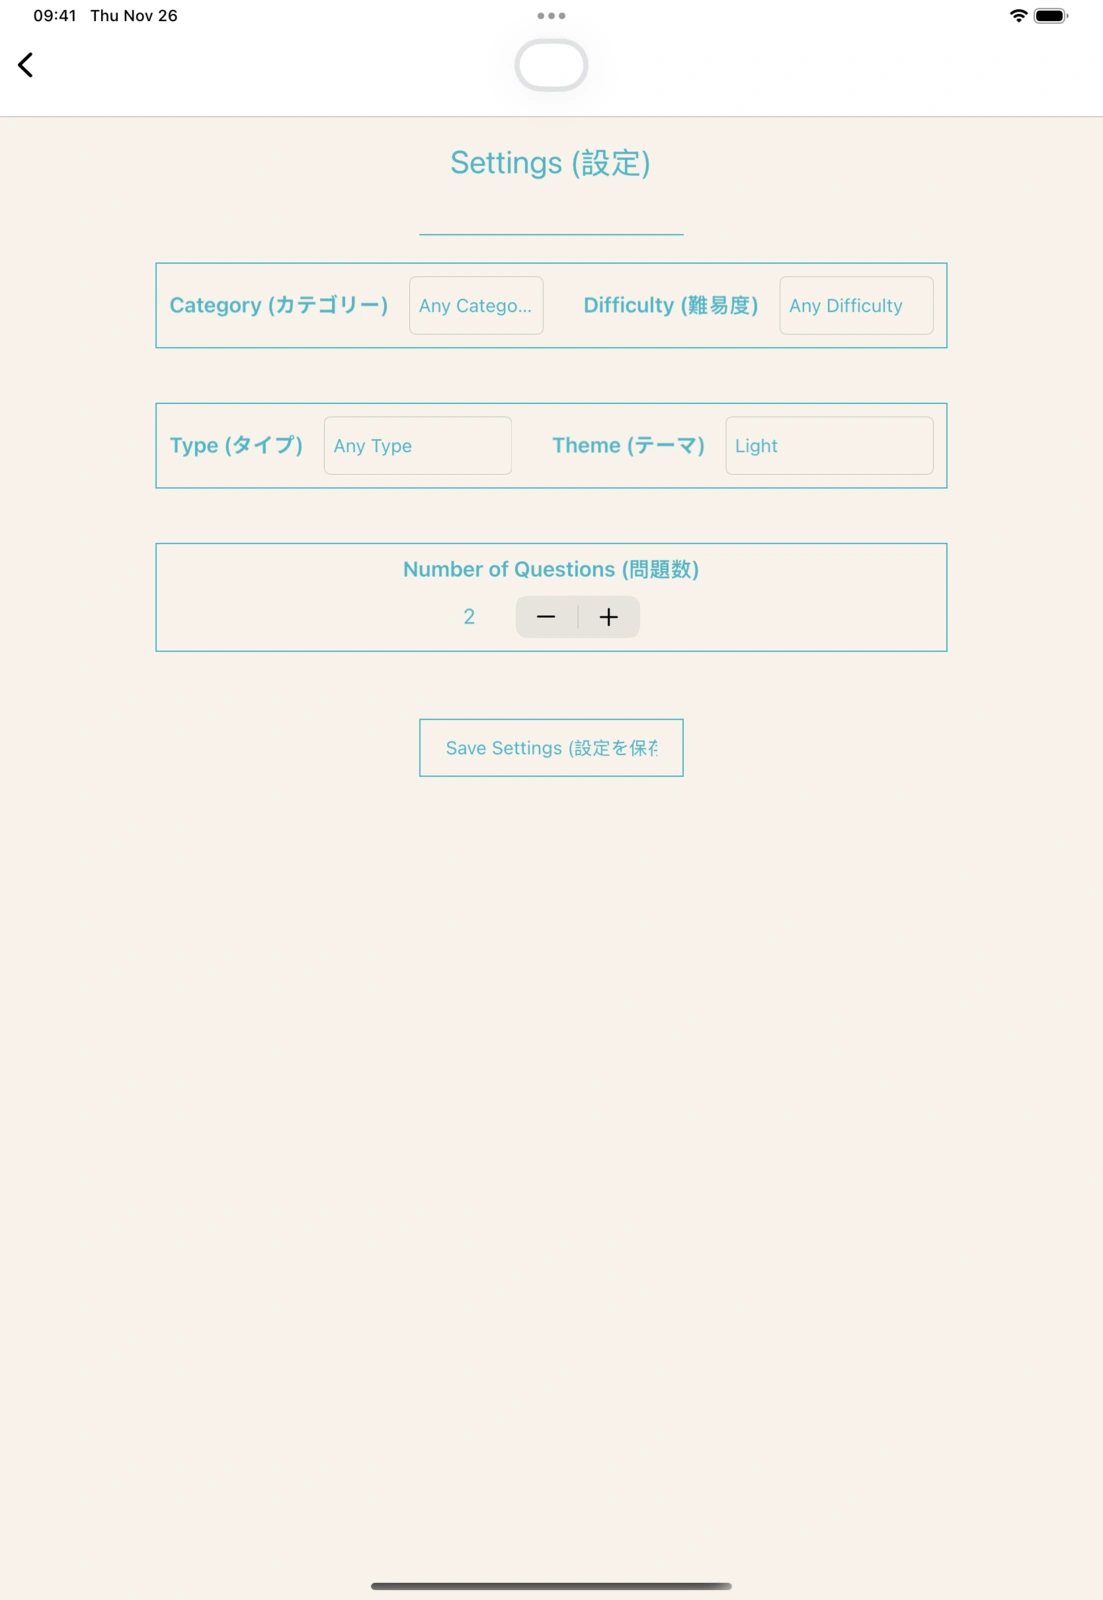 09:41 Thu Nov 26
Settings (設定)
Category (カテゴリー) Any Catego... Difficulty (難易度) Any Difficulty
Type (タイプ) Any Type Theme (テーマ) Light
Number of Questions (問題数)
2 − +
Save Settings (設定を保存